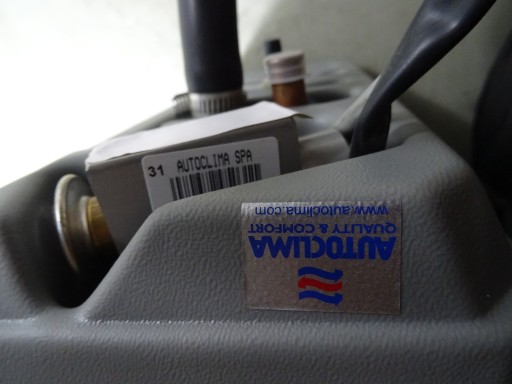 31 AUTOCLIMA SPA
AUTOCLIMA
QUALITY & COMFORT
www.autoclima.com